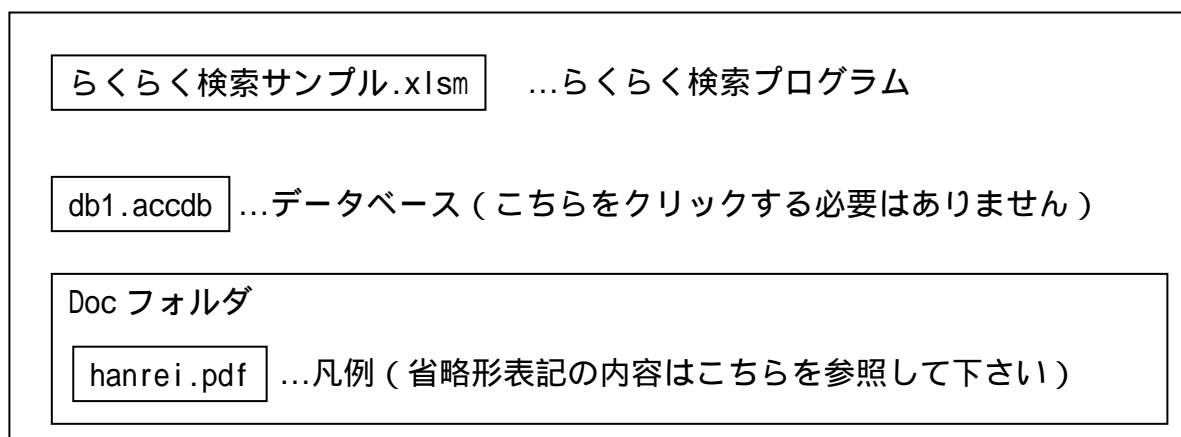 らくらく検索サンプル.xlsm …らくらく検索プログラム
db1.accdb …データベース(こちらをクリックする必要はありません)
Doc フォルダ
hanrei.pdf …凡例(省略形表記の内容はこちらを参照して下さい)